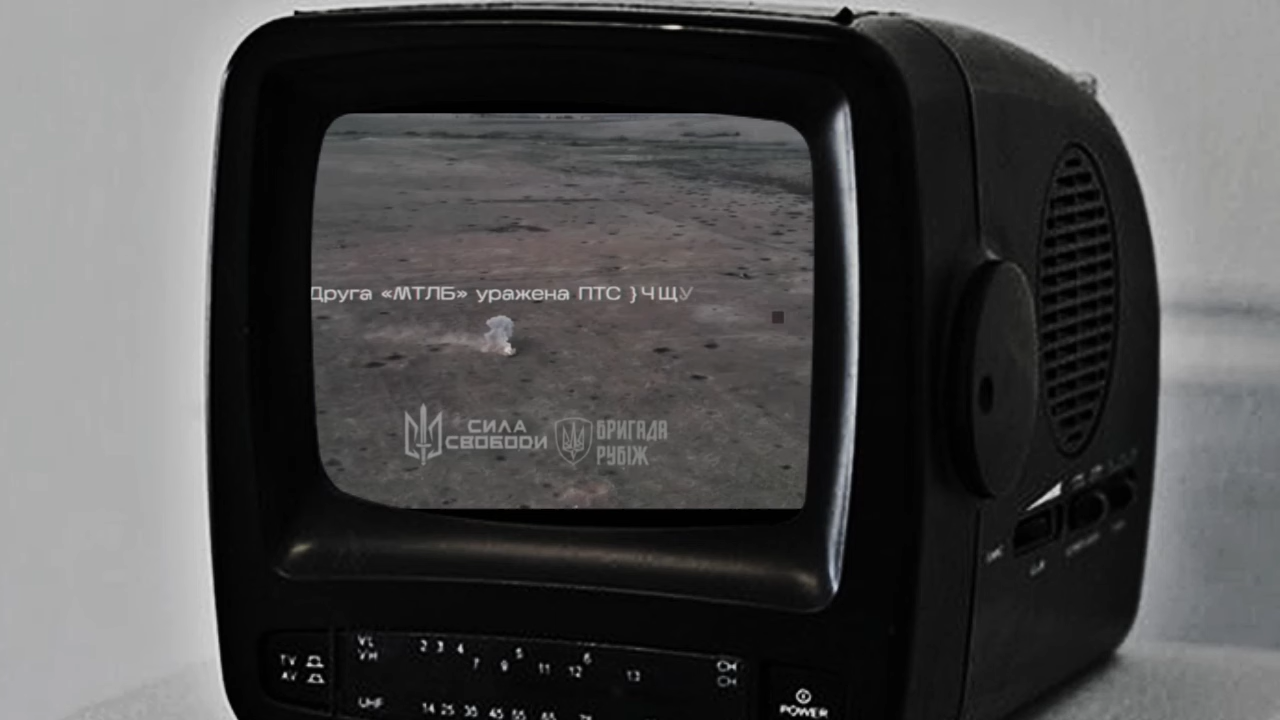 Друга «МТЛБ» уражена ПТС }ЧЩУ
СИЛА
СВОБОДИ
БРИГАДА
РУБІЖ
TV
AV
VL
VH
2 3 4 5 6
7 9 11 12 13
CH
CH
UHF
14 25 35 45 55
POWER